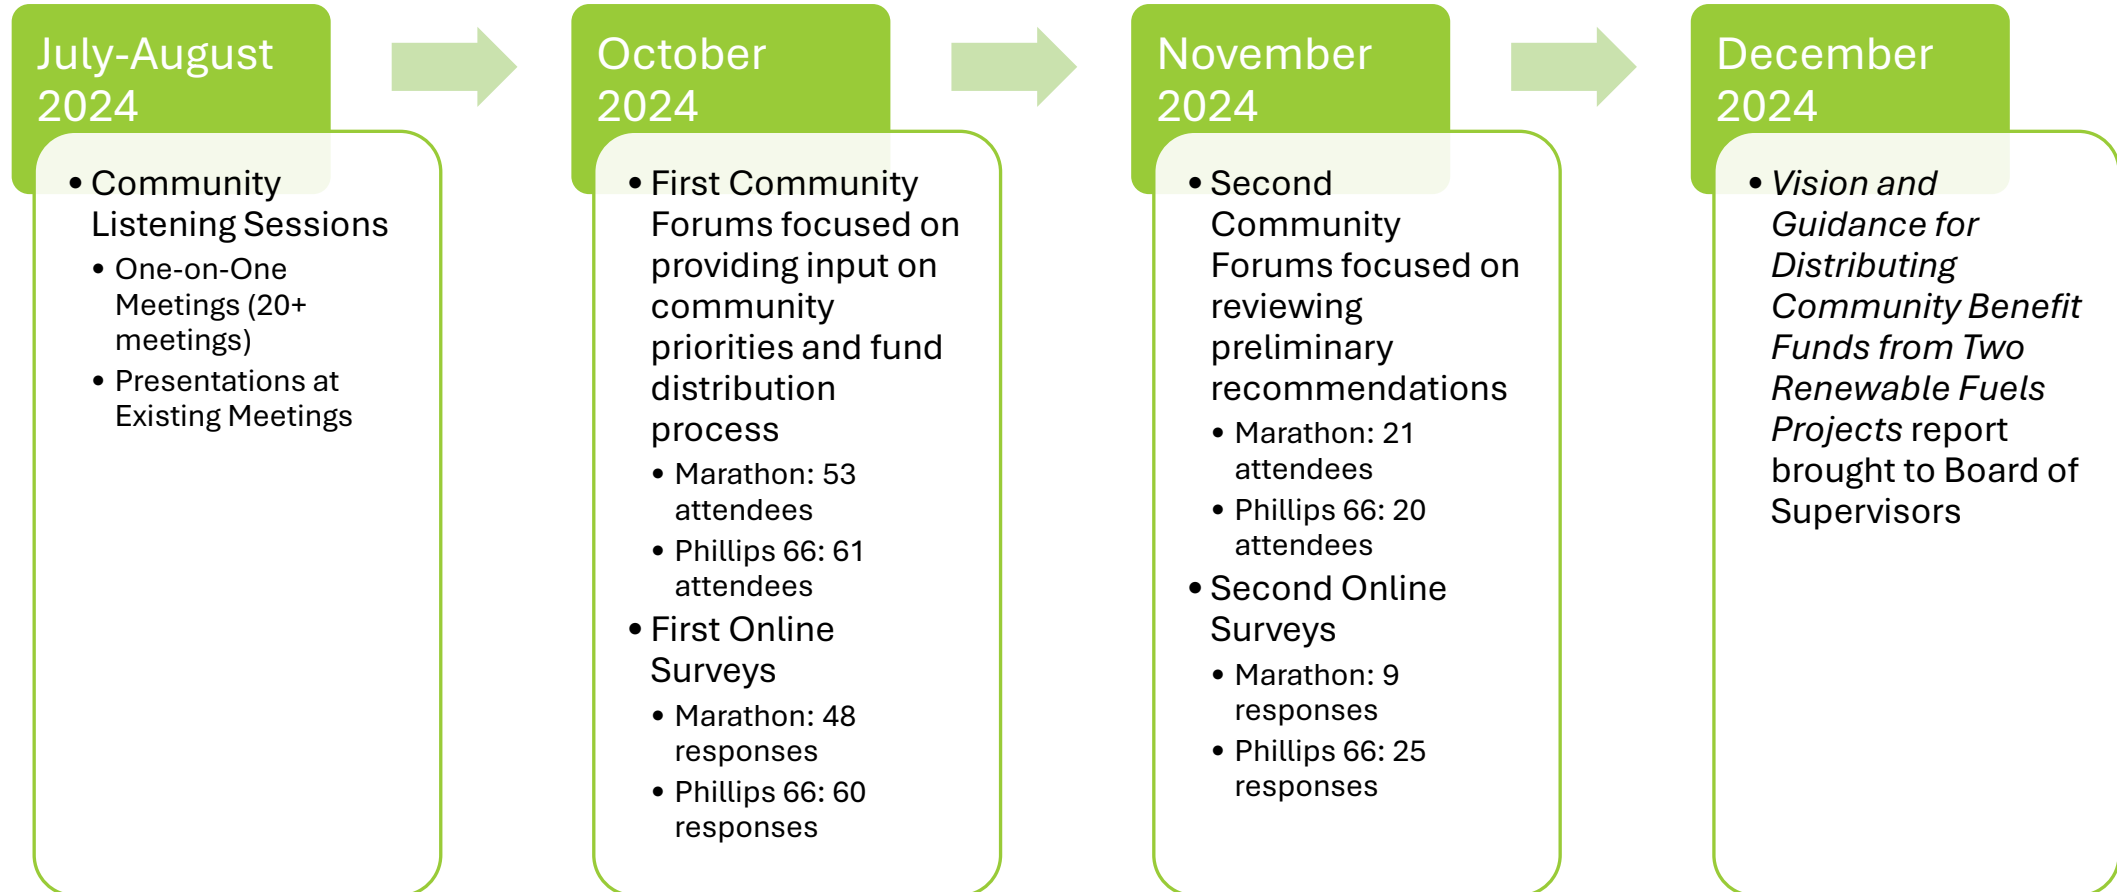 July-August
2024
• Community
Listening Sessions
• One-on-One
Meetings (20+
meetings)
• Presentations at
Existing Meetings
October
2024
• First Community
Forums focused on
providing input on
community
priorities and fund
distribution
process
• Marathon: 53
attendees
• Phillips 66: 61
attendees
• First Online
Surveys
• Marathon: 48
responses
• Phillips 66: 60
responses
November
2024
• Second
Community
Forums focused on
reviewing
preliminary
recommendations
• Marathon: 21
attendees
• Phillips 66: 20
attendees
• Second Online
Surveys
• Marathon: 9
responses
• Phillips 66: 25
responses
December
2024
• Vision and
Guidance for
Distributing
Community Benefit
Funds from Two
Renewable Fuels
Projects report
brought to Board of
Supervisors